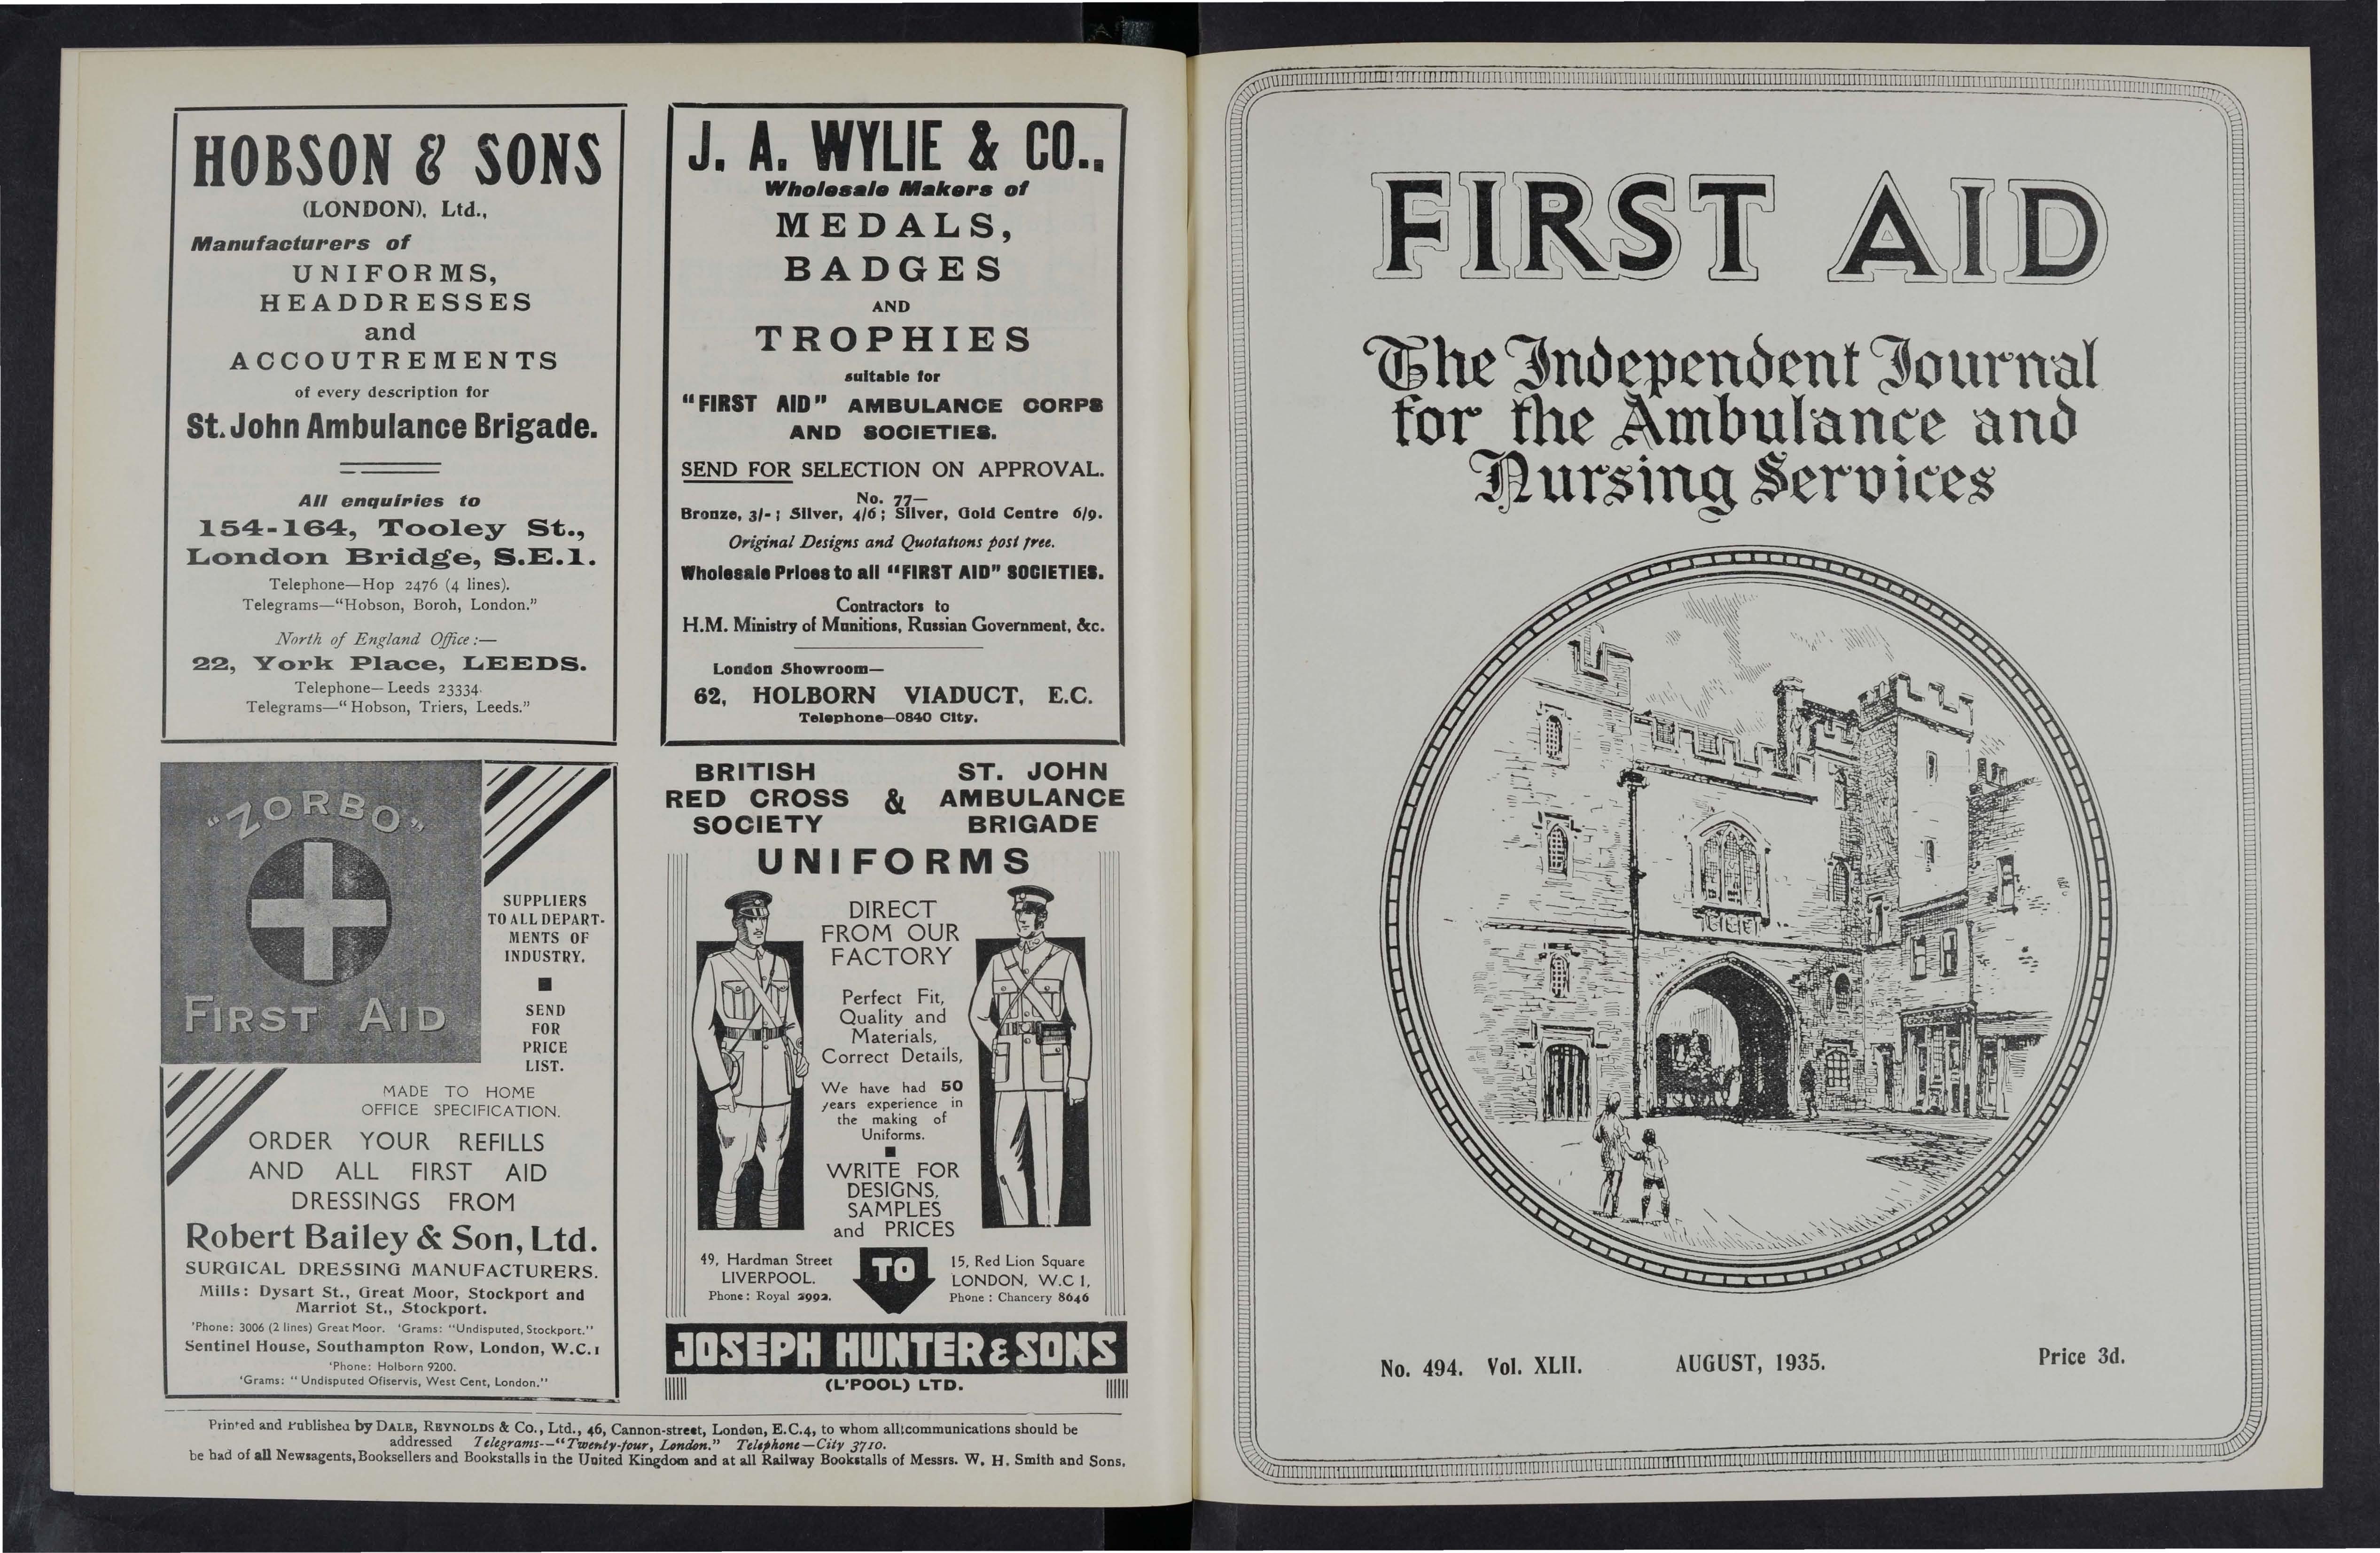 HOBSON & SONS
(LONDON), Ltd.,
Manufacturers of
UNIFORMS,
HEADDRESSES
and
ACCOUTREMENTS
of every description for
St. John Ambulance Brigade.
All enquiries to
154-164, Tooley St.,
London Bridge, S.E.1.
Telephone—Hop 2476 (4 lines).
Telegrams—"Hobson, Boroh, London."
North of England Office:—
22, York Place, LEEDS.
Telephone—Leeds 23334.
Telegrams—"Hobson, Triers, Leeds."
J. A. WYLIE & CO.,
Wholesale Makers of
MEDALS,
BADGES
AND
TROPHIES
suitable for
"FIRST AID" AMBULANCE CORPS
AND SOCIETIES.
SEND FOR SELECTION ON APPROVAL.
No. 77—
Bronze, 3/-; Silver, 4/6; Silver, Gold Centre 6/9.
Original Designs and Quotations post free.
Wholesale Prices to all "FIRST AID" SOCIETIES.
Contractors to
H.M. Ministry of Munitions, Russian Government, &c.
London Showroom—
62, HOLBORN VIADUCT, E.C.
Telephone—0840 City.
"ZORBO"
FIRST AID
SUPPLIERS
TO ALL DEPART-
MENTS OF
INDUSTRY.
SEND
FOR
PRICE
LIST.
MADE TO HOME
OFFICE SPECIFICATION.
ORDER YOUR REFILLS
AND ALL FIRST AID
DRESSINGS FROM
Robert Bailey & Son, Ltd.
SURGICAL DRESSING MANUFACTURERS.
Mills: Dysart St., Great Moor, Stockport and
Marriot St., Stockport.
'Phone: 3006 (2 lines) Great Moor. 'Grams: "Undisputed, Stockport."
Sentinel House, Southampton Row, London, W.C.1
'Phone: Holborn 9200.
'Grams: "Undisputed Ofiservis, West Cent, London."
BRITISH
RED CROSS
SOCIETY
&
ST. JOHN
AMBULANCE
BRIGADE
UNIFORMS
DIRECT
FROM OUR
FACTORY
Perfect Fit,
Quality and
Materials,
Correct Details,
We have had 50
years experience in
the making of
Uniforms.
WRITE FOR
DESIGNS,
SAMPLES
and PRICES
TO
49, Hardman Street
LIVERPOOL.
Phone: Royal 2992.
15, Red Lion Square
LONDON, W.C 1,
Phone: Chancery 8646
JOSEPH HUNTER & SONS
(L'POOL) LTD.
Printed and Published by DALE, REYNOLDS & Co., Ltd., 46, Cannon-street, London, E.C.4, to whom all communications should be
addressed Telegrams--"Twenty-four, London." Telephone—City 3710.
be had of all Newsagents, Booksellers and Bookstalls in the United Kingdom and at all Railway Bookstalls of Messrs. W. H. Smith and Sons.
FIRST AID
The Independent Journal
for the Ambulance and
Nursing Services
No. 494. Vol. XLII. AUGUST, 1935. Price 3d.